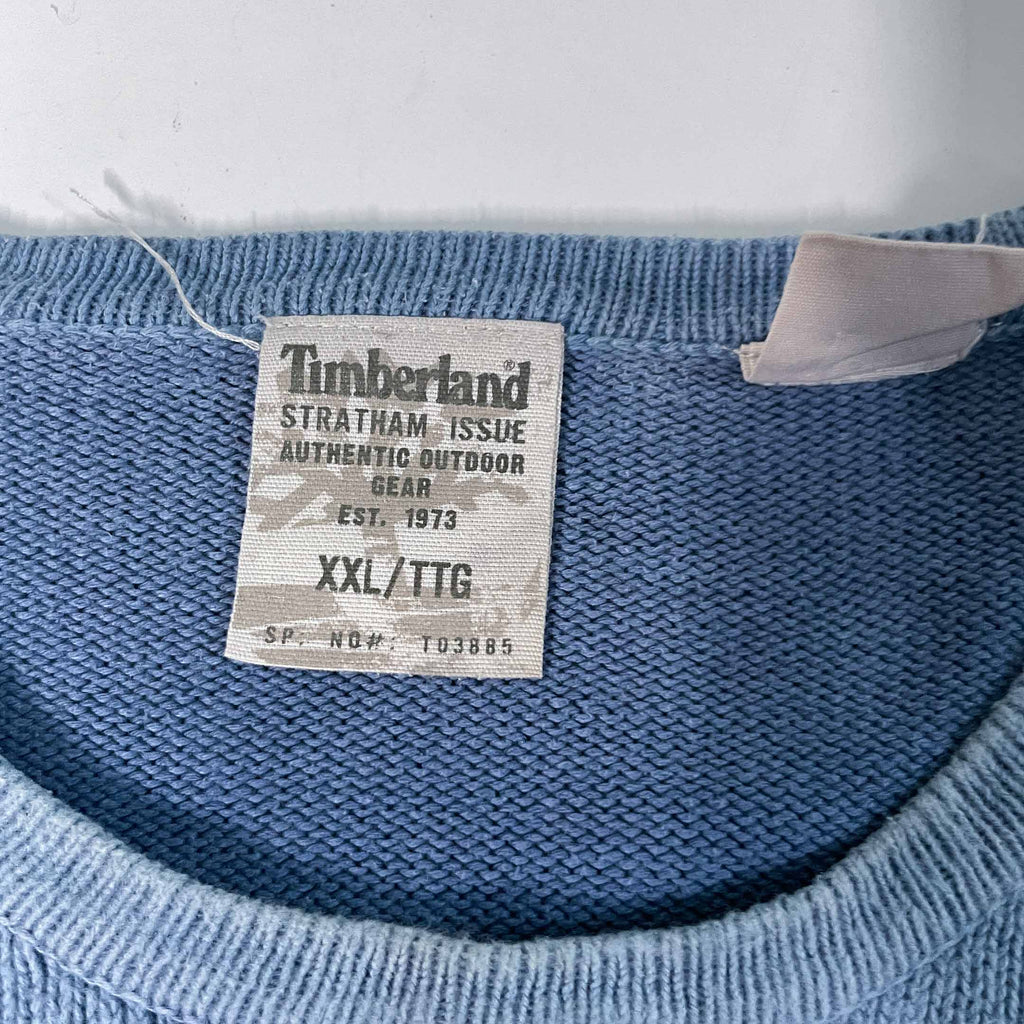 Timberland®
STRATHAM ISSUE
AUTHENTIC OUTDOOR
GEAR
EST. 1973
XXL/TTG
SP. NO#: T03885